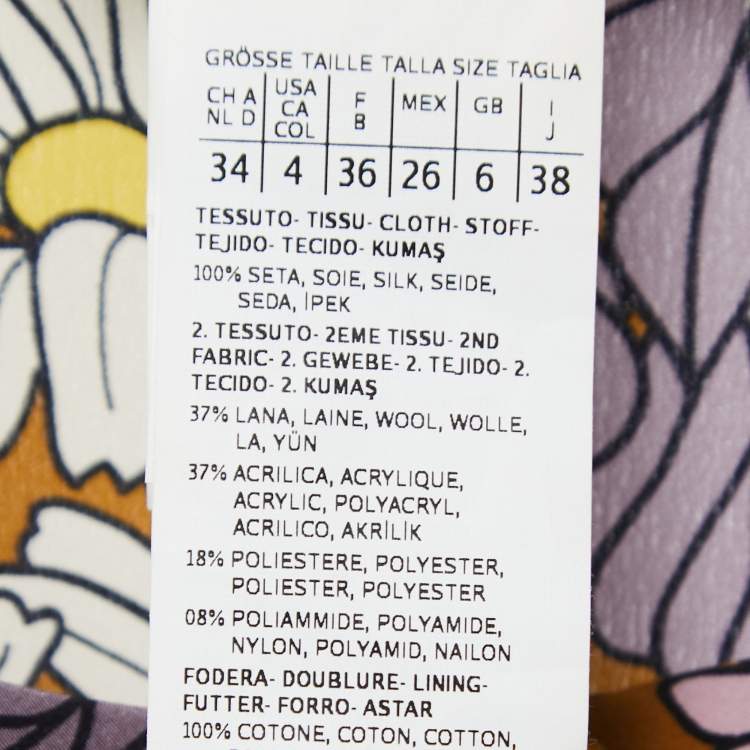 GRÖSSE TAILLE TALLA SIZE TAGLIA
CH A NL D | USA CA COL | F B | MEX | GB | I J
34 | 4 | 36 | 26 | 6 | 38
TESSUTO- TISSU- CLOTH- STOFF-
TEJIDO- TECIDO- KUMAŞ
100% SETA, SOIE, SILK, SEIDE,
SEDA, İPEK
2. TESSUTO- 2EME TISSU- 2ND
FABRIC- 2. GEWEBE- 2. TEJIDO- 2.
TECIDO- 2. KUMAŞ
37% LANA, LAINE, WOOL, WOLLE,
LA, YÜN
37% ACRILICA, ACRYLIQUE,
ACRYLIC, POLYACRYL,
ACRILICO, AKRİLİK
18% POLIESTERE, POLYESTER,
POLIESTER, POLYESTER
08% POLIAMMIDE, POLYAMIDE,
NYLON, POLYAMID, NAILON
FODERA- DOUBLURE- LINING-
FUTTER- FORRO- ASTAR
100% COTONE, COTON, COTTON,